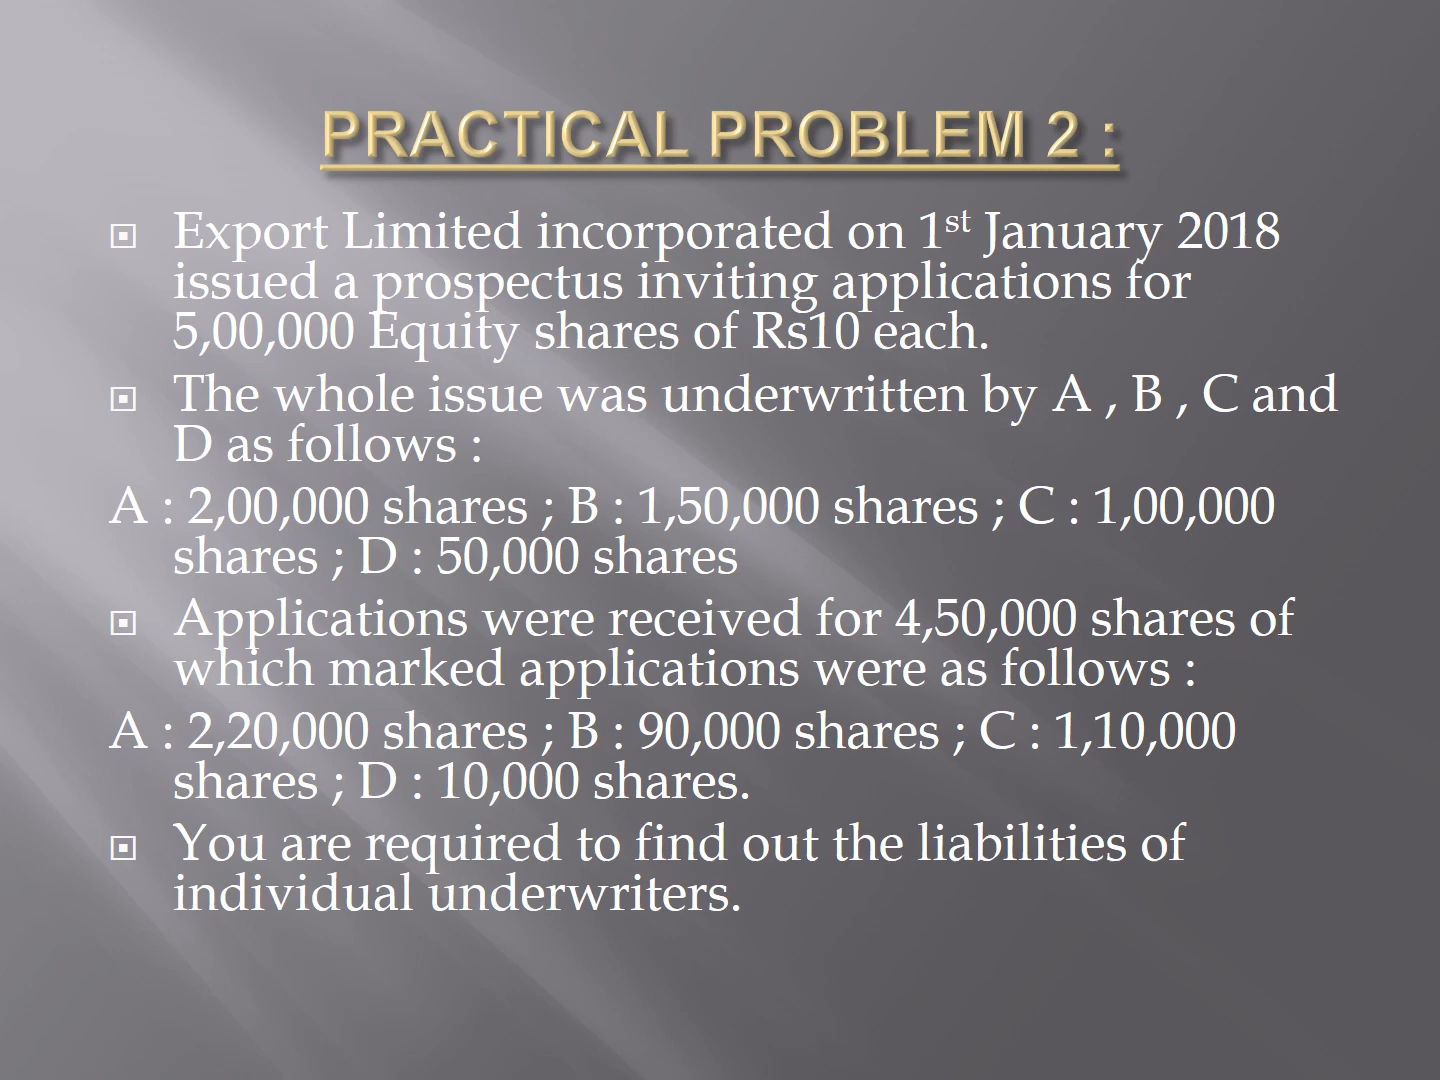 PRACTICAL PROBLEM 2 :
Export Limited incorporated on 1st January 2018
issued a prospectus inviting applications for
5,00,000 Equity shares of Rs10 each.
The whole issue was underwritten by A , B , C and
D as follows :
A : 2,00,000 shares ; B : 1,50,000 shares ; C : 1,00,000
shares ; D : 50,000 shares
Applications were received for 4,50,000 shares of
which marked applications were as follows :
A : 2,20,000 shares ; B : 90,000 shares ; C : 1,10,000
shares ; D : 10,000 shares.
You are required to find out the liabilities of
individual underwriters.